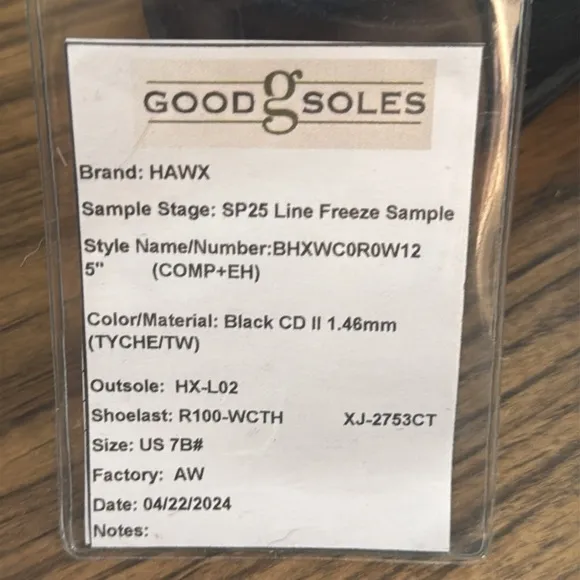 GOOD g SOLES
Brand: HAWX
Sample Stage: SP25 Line Freeze Sample
Style Name/Number:BHXWC0R0W12
5" (COMP+EH)
Color/Material: Black CD II 1.46mm
(TYCHE/TW)
Outsole: HX-L02
Shoelast: R100-WCTH XJ-2753CT
Size: US 7B#
Factory: AW
Date: 04/22/2024
Notes: